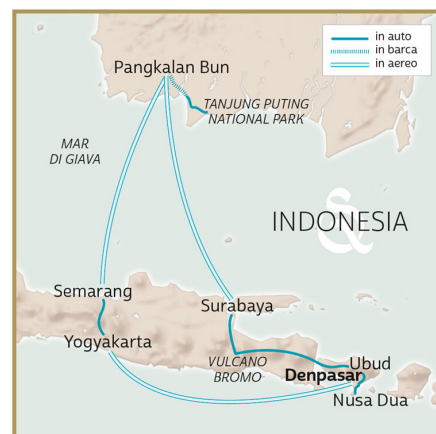 in auto
in barca
in aereo
Pangkalan Bun
TANJUNG PUTING
NATIONAL PARK
MAR
DI GIAVA
&
INDONESIA
Semarang
Surabaya
Yogyakarta
VULCANO
BROMO
Ubud
Denpasar
Nusa Dua